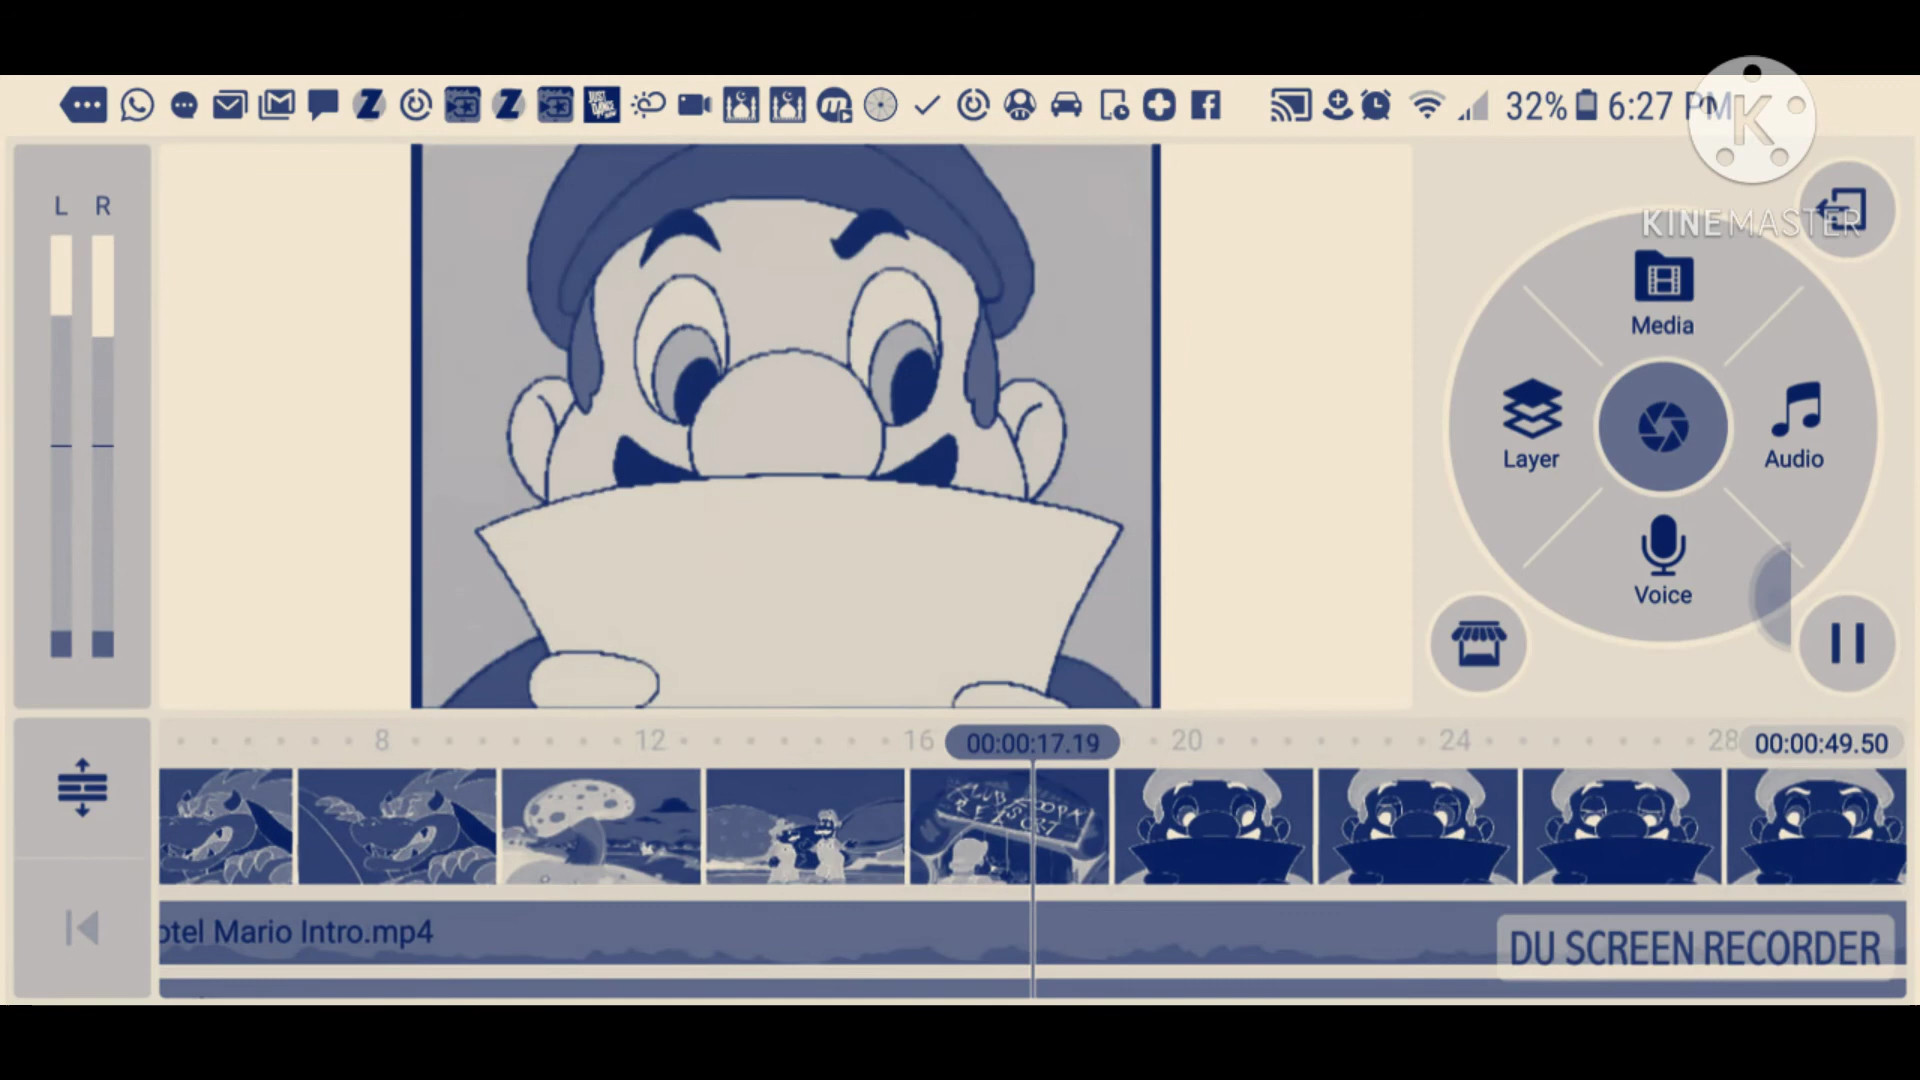 32% 6:27 PM
K
KINEMASTER
L R
Media
Layer
Audio
Voice
8 12 16 00:00:17.19 20 24 28 00:00:49.50
otel Mario Intro.mp4
DU SCREEN RECORDER